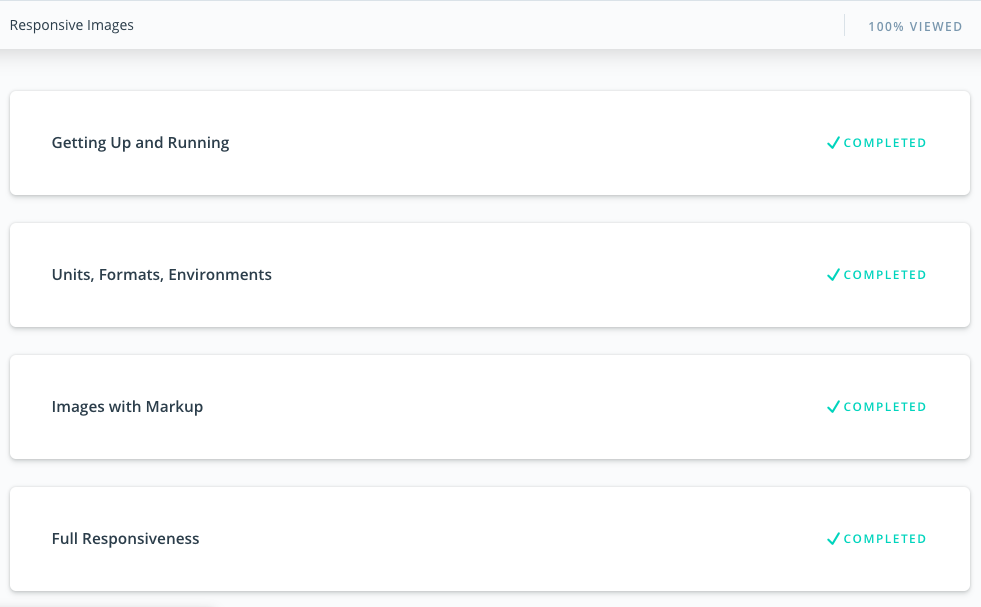 Responsive Images
100% VIEWED
Getting Up and Running
COMPLETED
Units, Formats, Environments
COMPLETED
Images with Markup
COMPLETED
Full Responsiveness
COMPLETED